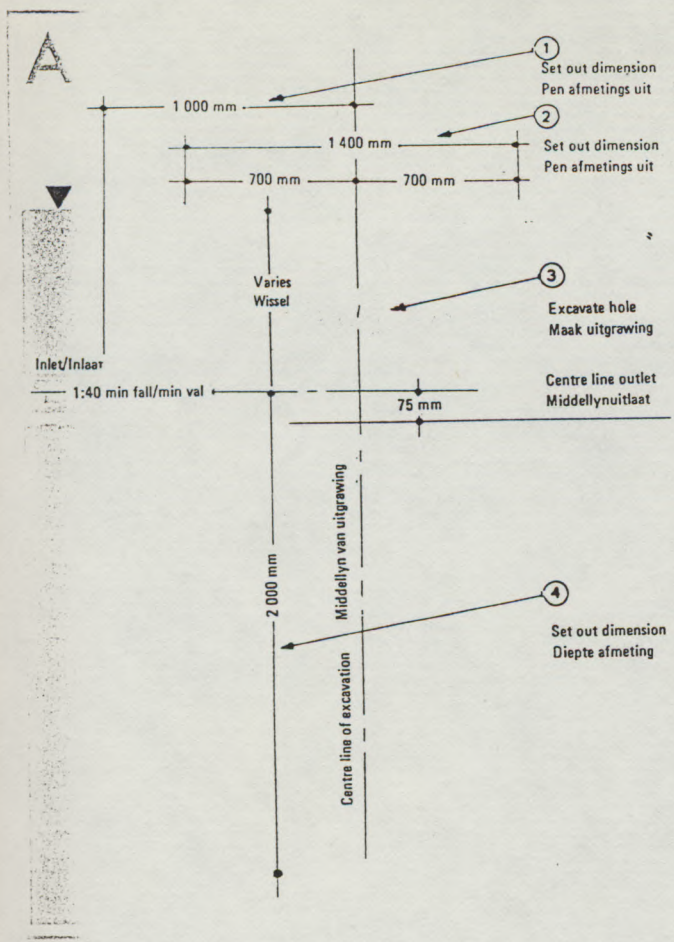 A
1
Set out dimension
Pen afmetings uit
1 000 mm
2
1 400 mm
Set out dimension
Pen afmetings uit
700 mm
700 mm
Varies
Wissel
3
Excavate hole
Maak uitgrawing
Inlet/Inlaat
1:40 min fall/min val
Centre line outlet
Middellynuitlaat
75 mm
Middellyn van uitgrawing
2 000 mm
4
Set out dimension
Diepte afmeting
Centre line of excavation